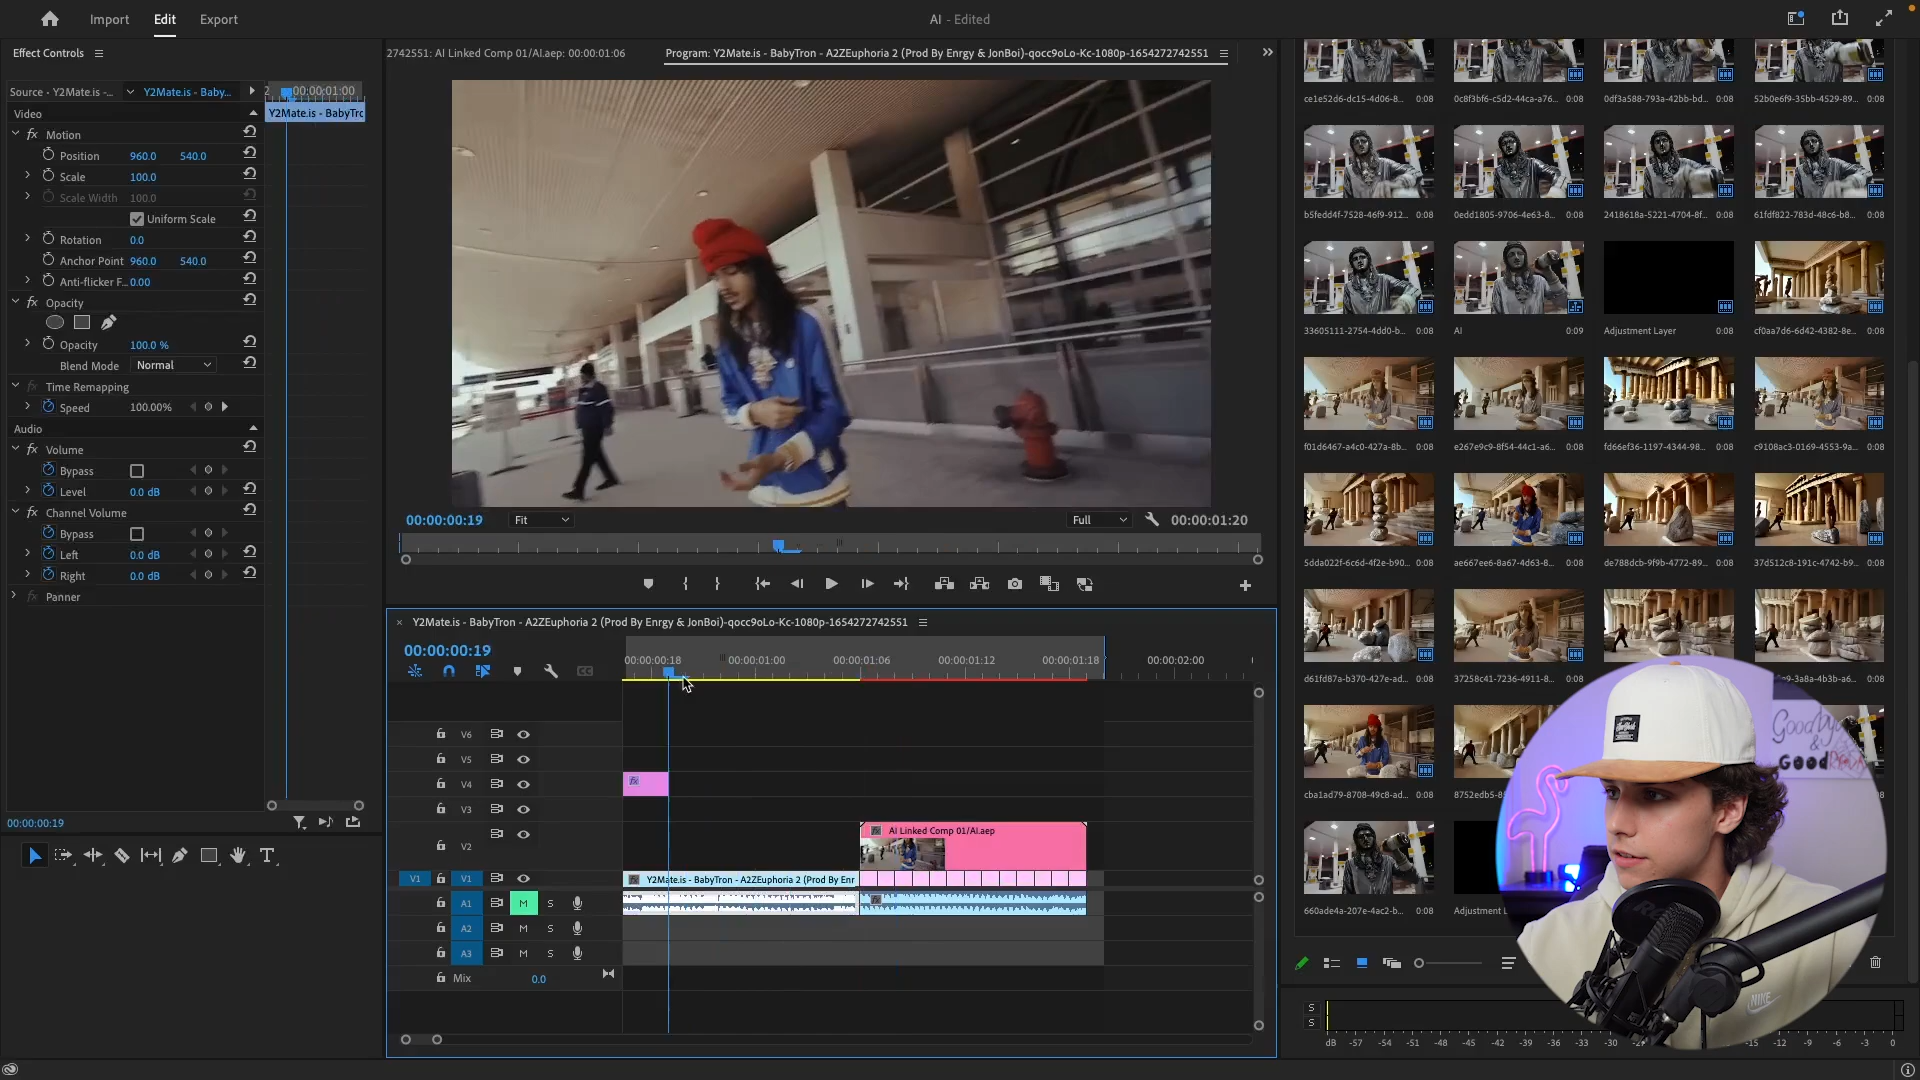 Import
Edit
Export
AI - Edited
Effect Controls
2742551: AI Linked Comp 01/AI.aep: 00:00:01:06
Program: Y2Mate.is - BabyTron - A2ZEuphoria 2 (Prod By Enrgy & JonBoi)-qocc9oLo-Kc-1080p-1654272742551
Source • Y2Mate.is -...
Y2Mate.is - Baby...
00:00:01:00
Video
Y2Mate.is - BabyTro
Motion
Position 960.0 540.0
Scale 100.0
Scale Width 100.0
Uniform Scale
Rotation 0.0
Anchor Point 960.0 540.0
Anti-flicker F... 0.00
Opacity
Opacity 100.0 %
Blend Mode Normal
Time Remapping
Speed 100.00%
Audio
Volume
Bypass
Level 0.0 dB
Channel Volume
Bypass
Left 0.0 dB
Right 0.0 dB
Panner
00:00:00:19
00:00:00:19
Fit
Full
00:00:01:20
Y2Mate.is - BabyTron - A2ZEuphoria 2 (Prod By Enrgy & JonBoi)-qocc9oLo-Kc-1080p-1654272742551
00:00:00:19
00:00:00:18 00:00:01:00 00:00:01:06 00:00:01:12 00:00:01:18 00:00:02:00
V6
V5
V4
fx
V3
V2
AI Linked Comp 01/AI.aep
V1 V1
Y2Mate.is - BabyTron - A2ZEuphoria 2 (Prod By Enr
A1 M S
A2 M S
A3 M S
Mix 0.0
ce1e52d6-dc15-4d06-8... 0:08
0c8f3bf6-c5d2-44ca-a76... 0:08
0df3a588-793a-42bb-bd... 0:08
52b0e6f9-35bb-4529-89... 0:08
b5fedd4f-7528-46f9-912... 0:08
0edd1805-9706-4e63-8... 0:08
2418618a-5221-4704-8f... 0:08
61fdf822-783d-48c6-b8... 0:08
33605111-2754-4dd0-b... 0:08
AI 0:09
Adjustment Layer 0:08
cf0aa7d6-6d42-4382-8e... 0:08
f01d6467-a4c0-427a-8b... 0:08
e267e9c9-8f54-44c1-a6... 0:08
fd66ef36-1197-4344-98... 0:08
c9108ac3-0169-4553-9a... 0:08
5dda022f-6c6d-4f2e-b90... 0:08
ae667ee6-8a67-4d63-8... 0:08
de788dcb-9f9b-4772-89... 0:08
37d512c8-191c-4742-b9... 0:08
d61fd87a-b370-427e-ad... 0:08
37258c41-7236-4911-8... 0:08
0:08
-3a8a-4b3b-a6... 0:08
cba1ad79-8708-49c8-ad... 0:08
8752edb5-8
660ade4a-207e-4ac2-b... 0:08
Adjustment L
Good
&
Good
NIKE
S
S
dB -57 -54 -51 -48 -45 -42 -39 -36 -33 -30 -15 -12 -9 -6 -3 0